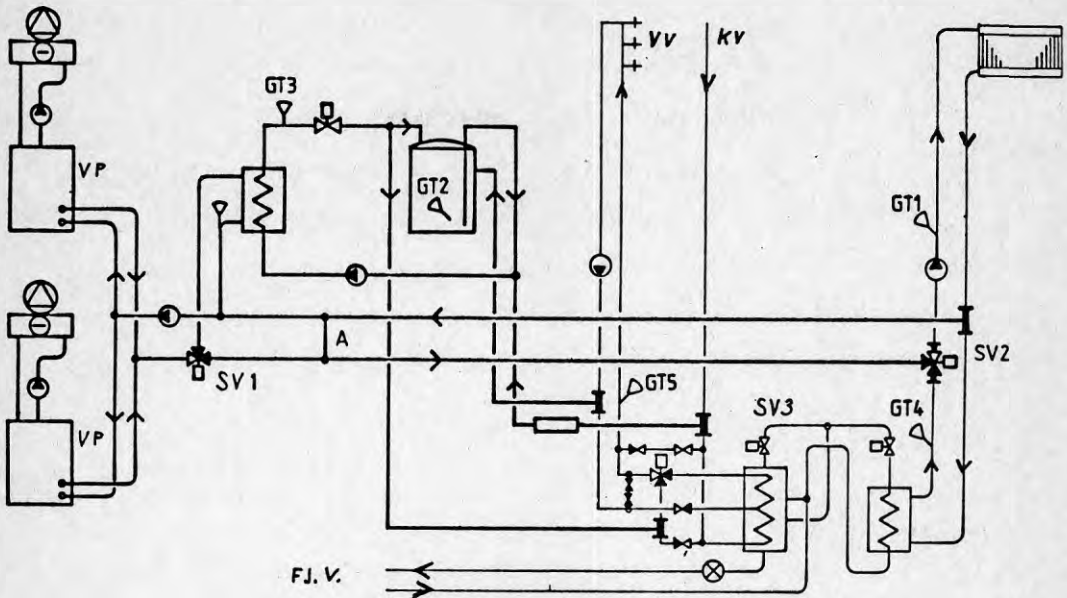 VV
KV
GT3
VP
GT2
GT1
A
SV1
SV2
GT5
SV3
GT4
VP
FJ. V.